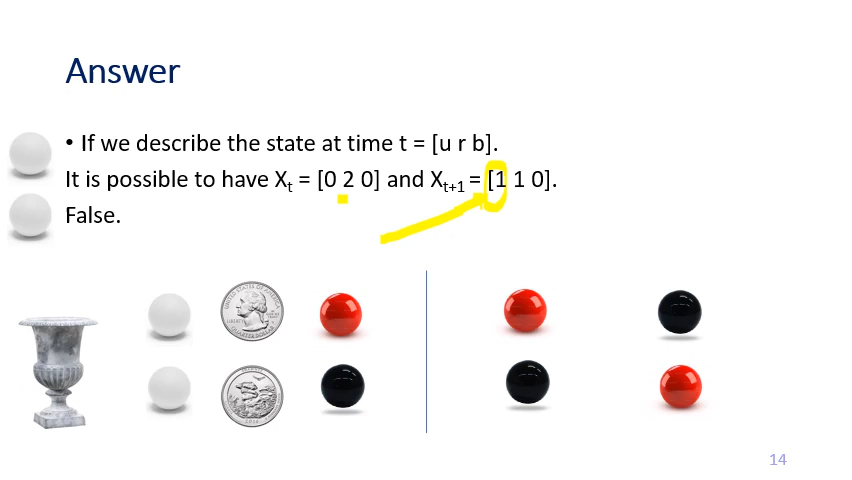 Answer
• If we describe the state at time t = [u r b].
It is possible to have Xt = [0 2 0] and Xt+1 = [1 1 0].
False.
14